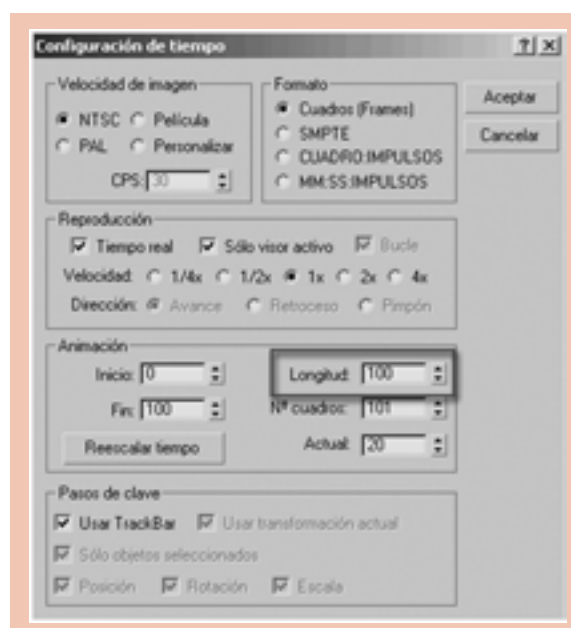 Configuración de tiempo
Velocidad de imagen
NTSC Película
PAL Personalizar
CPS: 30
Formato
Cuadros (Frames)
SMPTE
CUADRO:IMPULSOS
MM:SS:IMPULSOS
Aceptar
Cancelar
Reproducción
Tiempo real Sólo visor activo Bucle
Velocidad: 1/4x 1/2x 1x 2x 4x
Dirección: Avance Retroceso Pimpón
Animación
Inicio: 0 Longitud: 100
Fin: 100 Nº cuadros: 101
Reescalar tiempo Actual: 20
Pasos de clave
Usar TrackBar Usar transformación actual
Sólo objetos seleccionados
Posición Rotación Escala